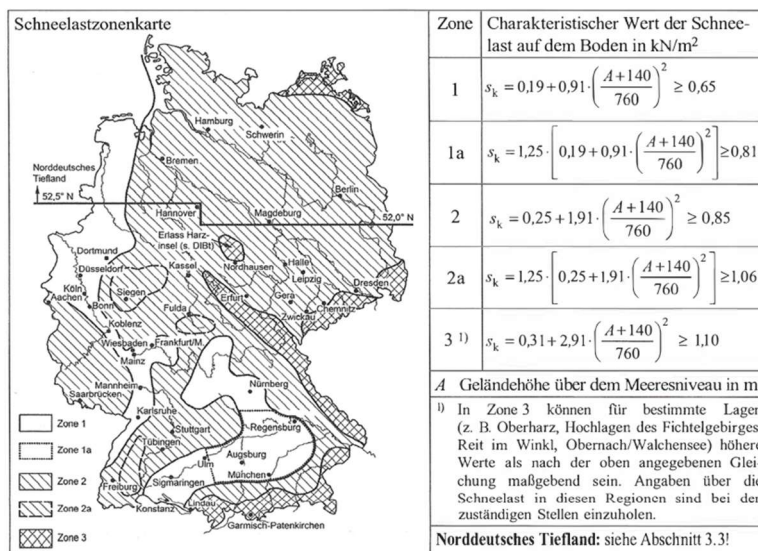 Schneelastzonenkarte
Hamburg
Schwerin
Bremen
Norddeutsches
Tiefland
52,5° N
Berlin
Hannover
Magdeburg
52,0° N
Erlass Harz-
insel (s. DIBt)
Dortmund
Düsseldorf
Kassel
Nordhausen
Halle
Leipzig
Dresden
Köln
Aachen
Siegen
Bonn
Erfurt
Gera
Chemnitz
Zwickau
Fulda
Koblenz
Wiesbaden
Frankfurt/M.
Mainz
Mannheim
Saarbrücken
Nürnberg
Karlsruhe
Stuttgart
Regensburg
Tübingen
Augsburg
Ulm
München
Sigmaringen
Freiburg
Konstanz
Lindau
Garmisch-Patenkirchen
Zone 1
Zone 1a
Zone 2
Zone 2a
Zone 3
Zone Charakteristischer Wert der Schnee-
last auf dem Boden in kN/m²
1 s_k = 0,19+0,91·((A+140)/760)² ≥ 0,65
1a s_k = 1,25·[0,19+0,91·((A+140)/760)²] ≥0,81
2 s_k = 0,25+1,91·((A+140)/760)² ≥ 0,85
2a s_k = 1,25·[0,25+1,91·((A+140)/760)²] ≥1,06
3 ¹⁾ s_k = 0,31+2,91·((A+140)/760)² ≥ 1,10
A Geländehöhe über dem Meeresniveau in m
¹⁾ In Zone 3 können für bestimmte Lagen
(z. B. Oberharz, Hochlagen des Fichtelgebirges,
Reit im Winkl, Obernach/Walchensee) höhere
Werte als nach der oben angegebenen Glei-
chung maßgebend sein. Angaben über die
Schneelast in diesen Regionen sind bei den
zuständigen Stellen einzuholen.
Norddeutsches Tiefland: siehe Abschnitt 3.3!